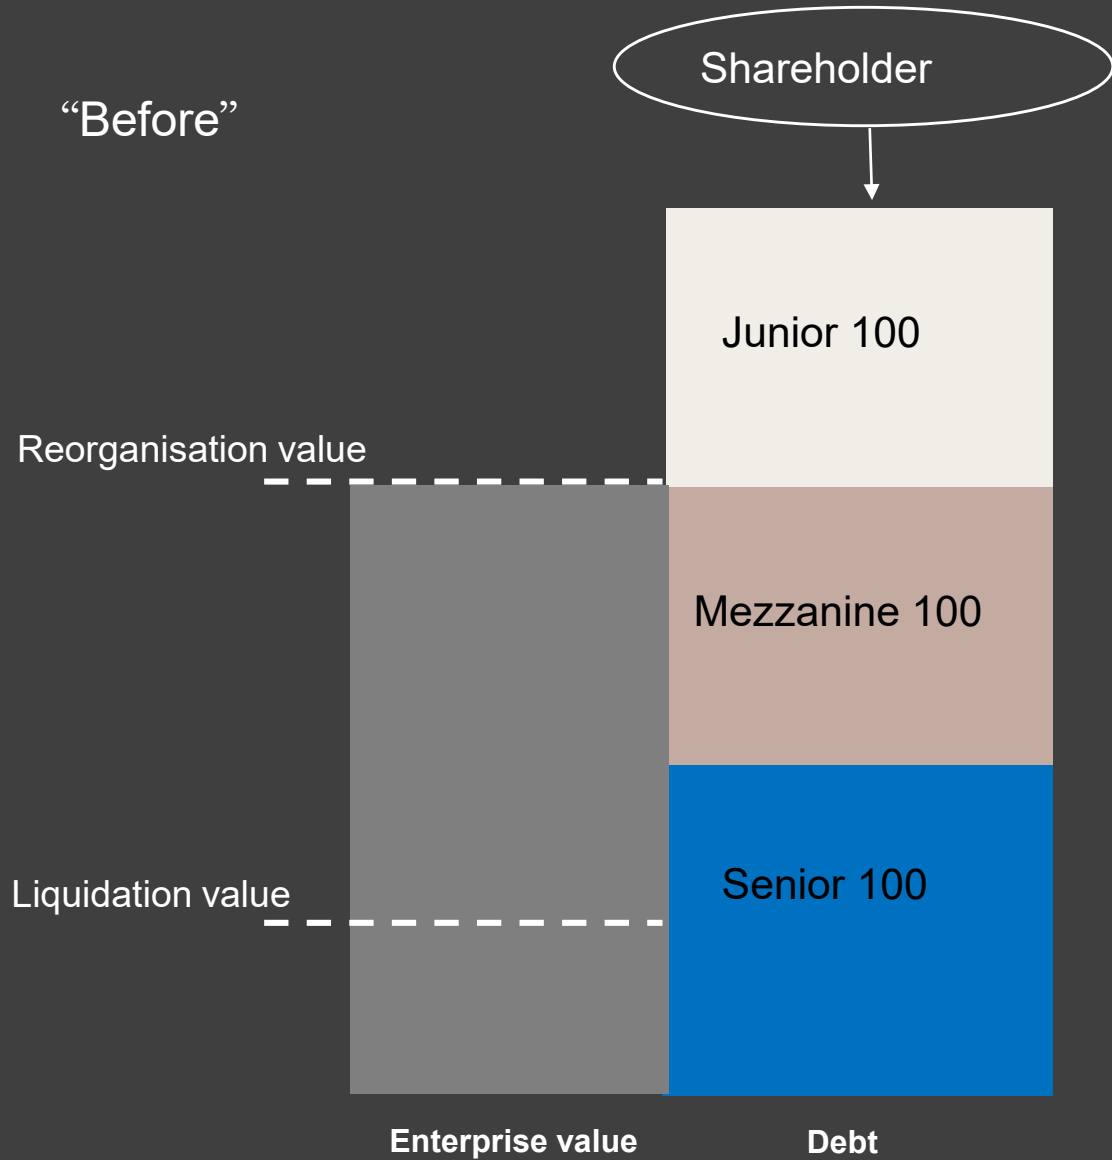 Shareholder
“Before”
Junior 100
Reorganisation value
Mezzanine 100
Senior 100
Liquidation value
Enterprise value
Debt